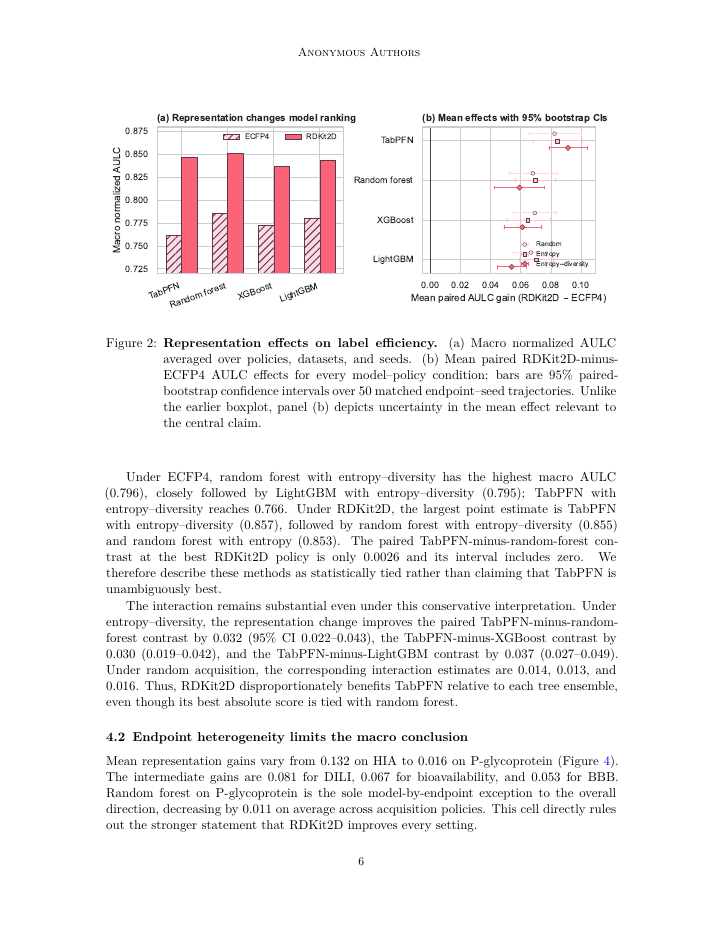 Anonymous Authors
(a) Representation changes model ranking
ECFP4
RDKit2D
Macro normalized AULC
0.875
0.850
0.825
0.800
0.775
0.750
0.725
TabPFN
Random forest
XGBoost
LightGBM
(b) Mean effects with 95% bootstrap CIs
TabPFN
Random forest
XGBoost
LightGBM
Random
Entropy
Entropy–diversity
0.00 0.02 0.04 0.06 0.08 0.10
Mean paired AULC gain (RDKit2D − ECFP4)
Figure 2: Representation effects on label efficiency. (a) Macro normalized AULC
averaged over policies, datasets, and seeds. (b) Mean paired RDKit2D-minus-
ECFP4 AULC effects for every model–policy condition; bars are 95% paired-
bootstrap confidence intervals over 50 matched endpoint–seed trajectories. Unlike
the earlier boxplot, panel (b) depicts uncertainty in the mean effect relevant to
the central claim.
Under ECFP4, random forest with entropy–diversity has the highest macro AULC
(0.796), closely followed by LightGBM with entropy–diversity (0.795); TabPFN with
entropy–diversity reaches 0.766. Under RDKit2D, the largest point estimate is TabPFN
with entropy–diversity (0.857), followed by random forest with entropy–diversity (0.855)
and random forest with entropy (0.853). The paired TabPFN-minus-random-forest con-
trast at the best RDKit2D policy is only 0.0026 and its interval includes zero. We
therefore describe these methods as statistically tied rather than claiming that TabPFN is
unambiguously best.
The interaction remains substantial even under this conservative interpretation. Under
entropy–diversity, the representation change improves the paired TabPFN-minus-random-
forest contrast by 0.032 (95% CI 0.022–0.043), the TabPFN-minus-XGBoost contrast by
0.030 (0.019–0.042), and the TabPFN-minus-LightGBM contrast by 0.037 (0.027–0.049).
Under random acquisition, the corresponding interaction estimates are 0.014, 0.013, and
0.016. Thus, RDKit2D disproportionately benefits TabPFN relative to each tree ensemble,
even though its best absolute score is tied with random forest.
4.2 Endpoint heterogeneity limits the macro conclusion
Mean representation gains vary from 0.132 on HIA to 0.016 on P-glycoprotein (Figure 4).
The intermediate gains are 0.081 for DILI, 0.067 for bioavailability, and 0.053 for BBB.
Random forest on P-glycoprotein is the sole model-by-endpoint exception to the overall
direction, decreasing by 0.011 on average across acquisition policies. This cell directly rules
out the stronger statement that RDKit2D improves every setting.
6